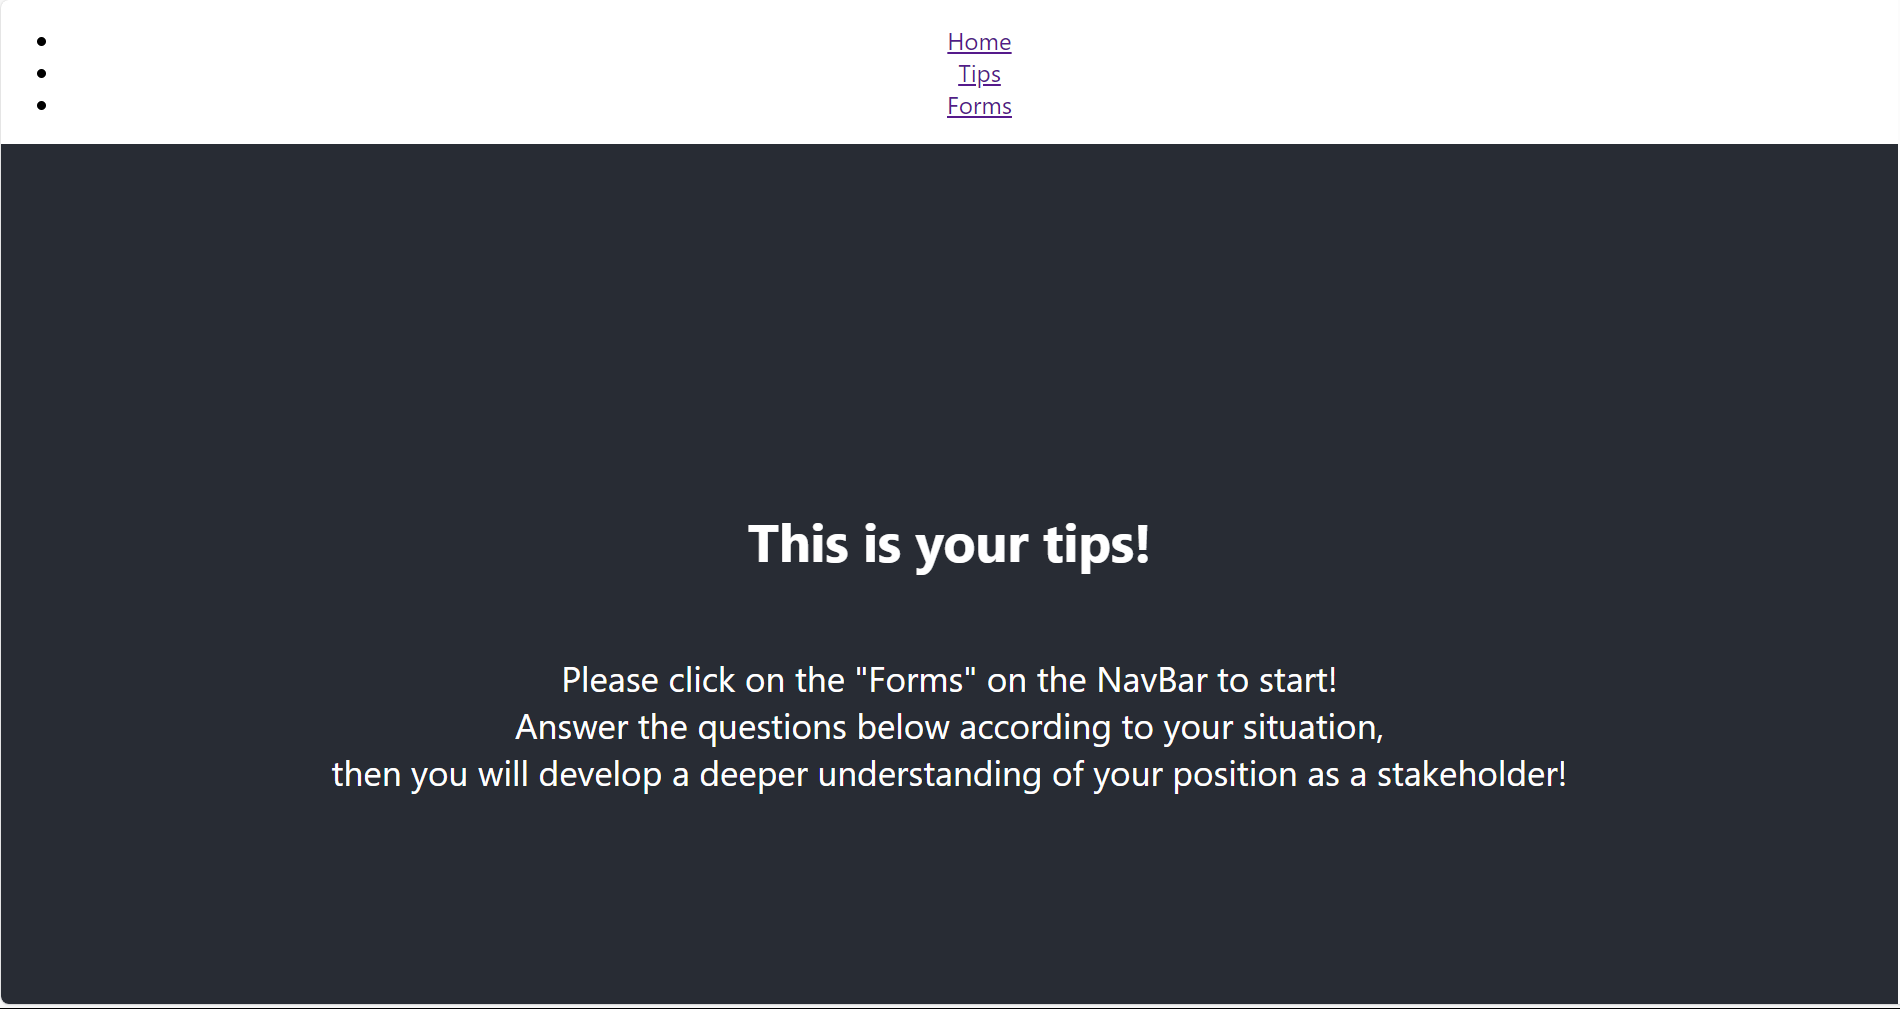 Home
Tips
Forms
This is your tips!
Please click on the "Forms" on the NavBar to start!
Answer the questions below according to your situation,
then you will develop a deeper understanding of your position as a stakeholder!